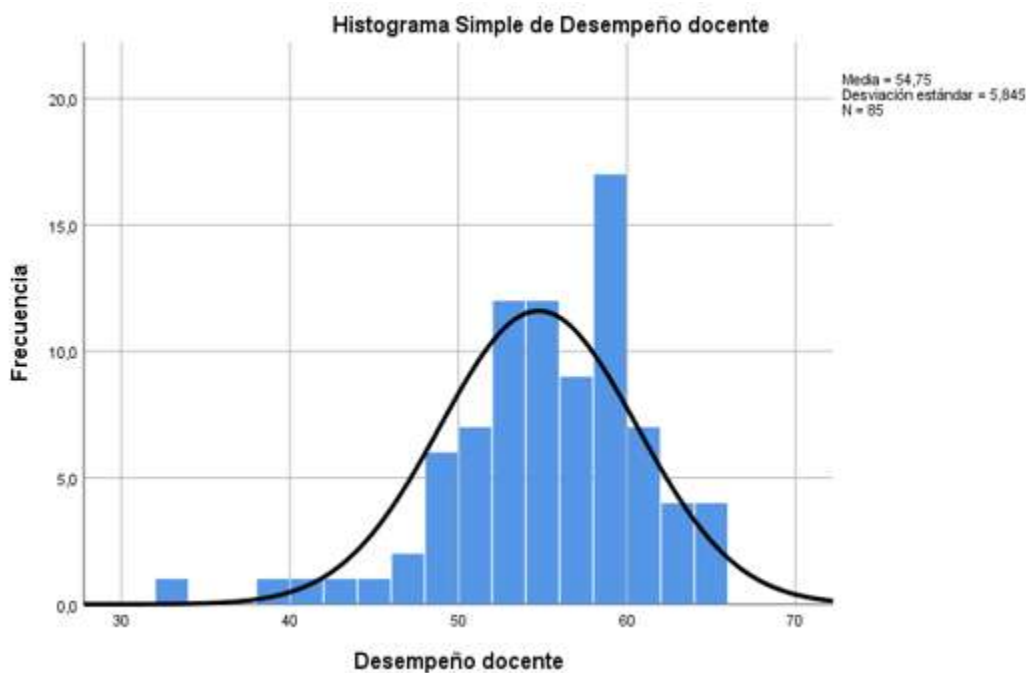 Histograma Simple de Desempeño docente
Media = 54,75
Desviación estándar = 5,845
N = 85
20,0
15,0
10,0
5,0
0,0
Frecuencia
30 40 50 60 70
Desempeño docente